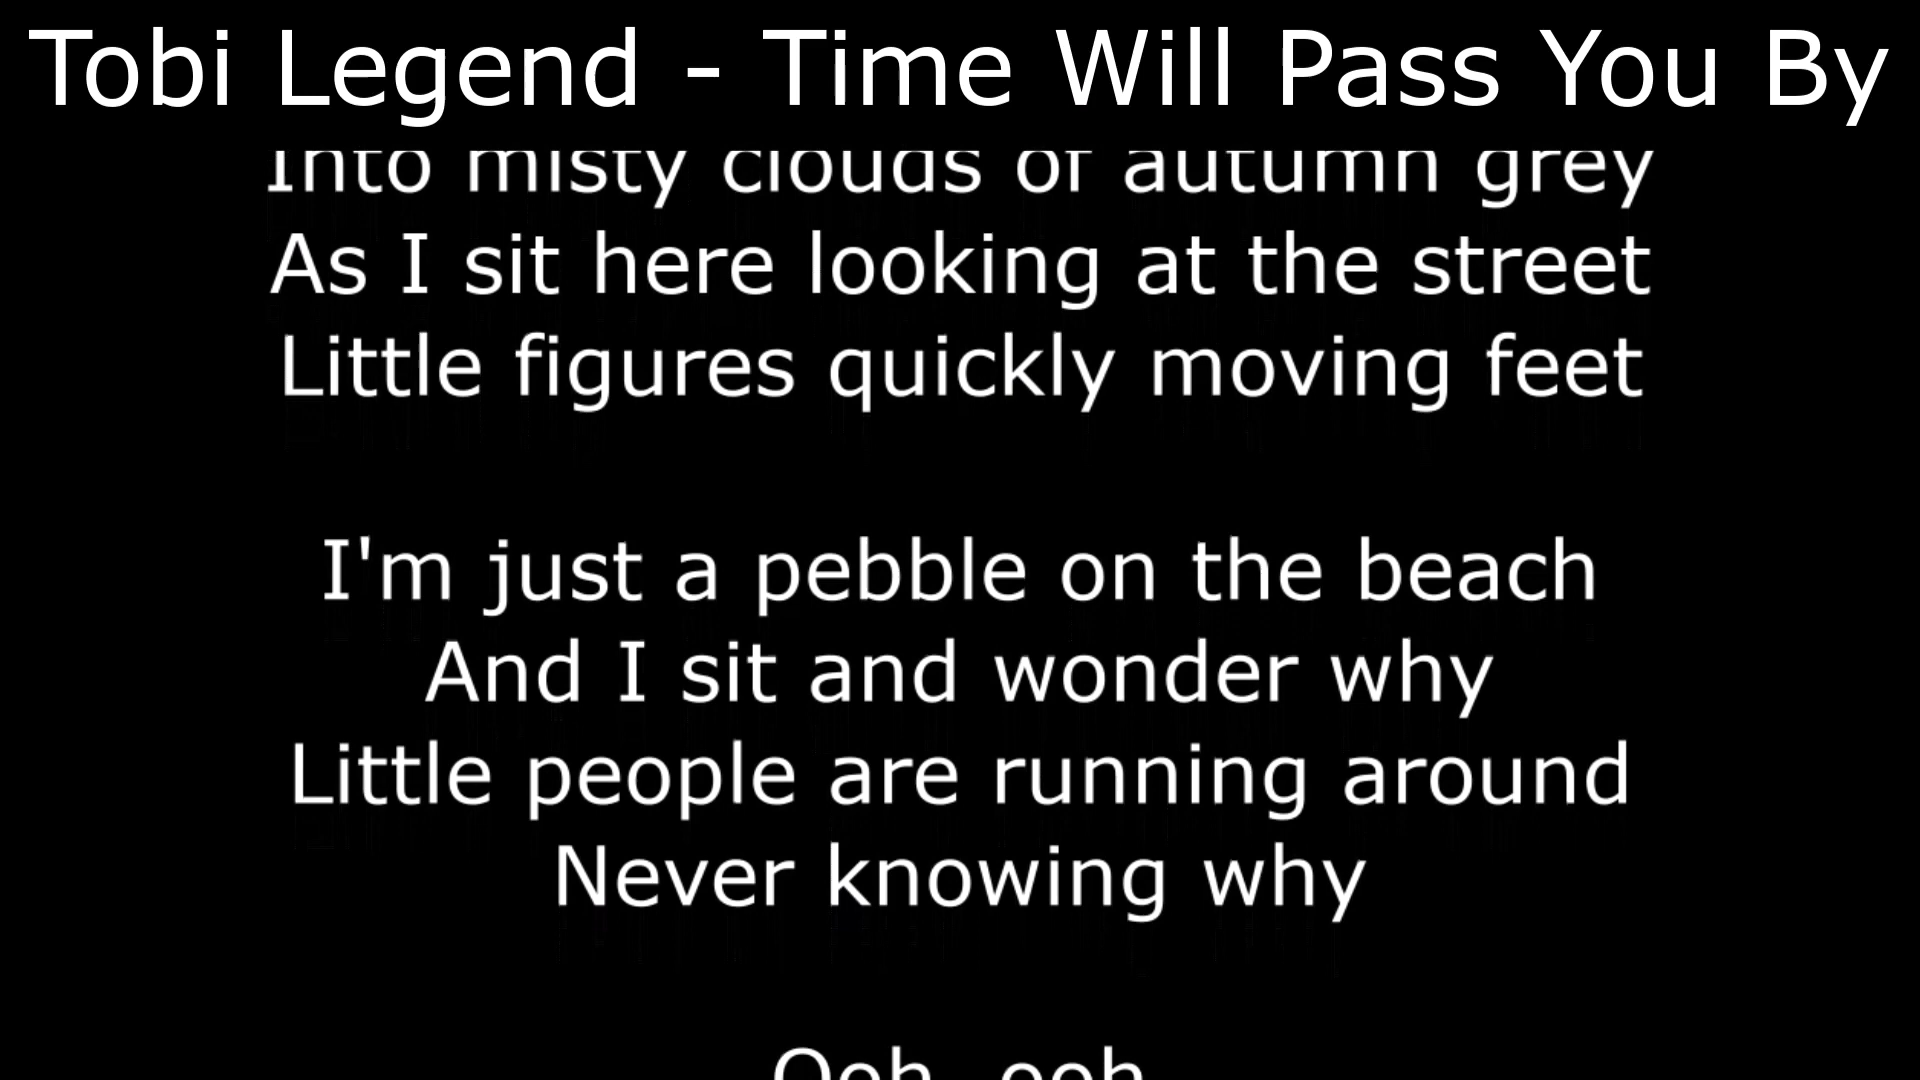 Tobi Legend - Time Will Pass You By
Into misty clouds of autumn grey
As I sit here looking at the street
Little figures quickly moving feet
I'm just a pebble on the beach
And I sit and wonder why
Little people are running around
Never knowing why
Ooh, ooh